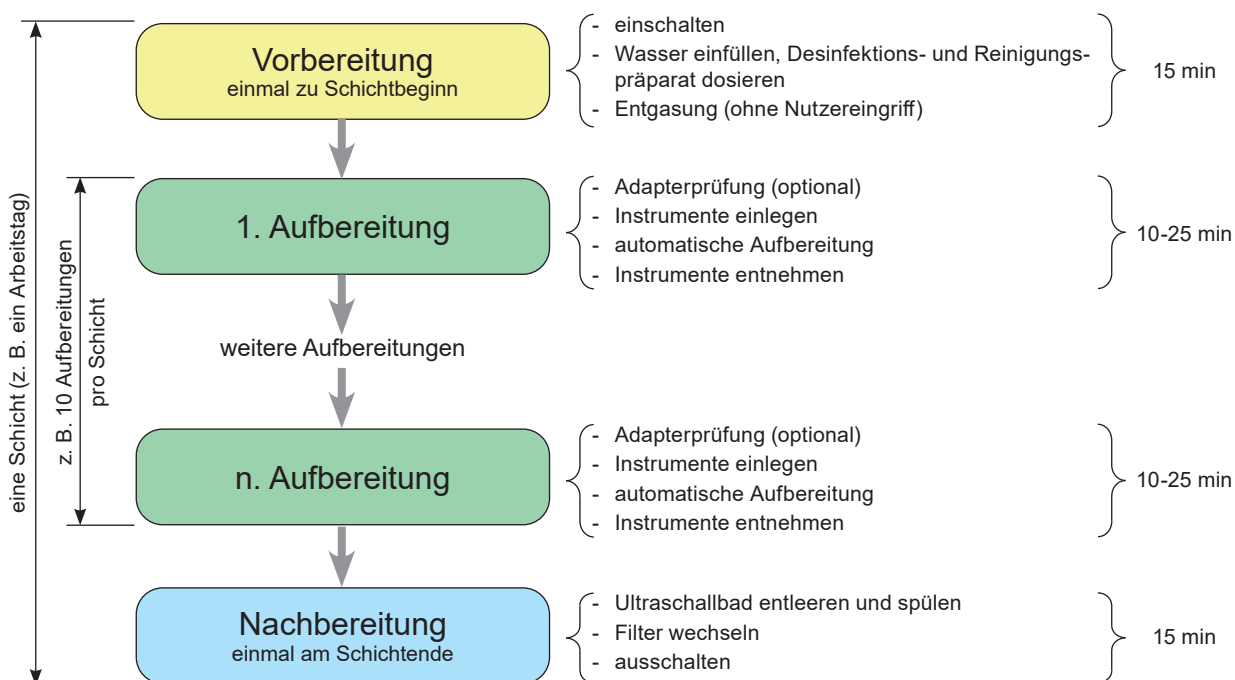 eine Schicht (z. B. ein Arbeitstag)
z. B. 10 Aufbereitungen
pro Schicht
Vorbereitung
einmal zu Schichtbeginn
- einschalten
- Wasser einfüllen, Desinfektions- und Reinigungs-
präparat dosieren
- Entgasung (ohne Nutzereingriff)
15 min
1. Aufbereitung
- Adapterprüfung (optional)
- Instrumente einlegen
- automatische Aufbereitung
- Instrumente entnehmen
10-25 min
weitere Aufbereitungen
n. Aufbereitung
- Adapterprüfung (optional)
- Instrumente einlegen
- automatische Aufbereitung
- Instrumente entnehmen
10-25 min
Nachbereitung
einmal am Schichtende
- Ultraschallbad entleeren und spülen
- Filter wechseln
- ausschalten
15 min